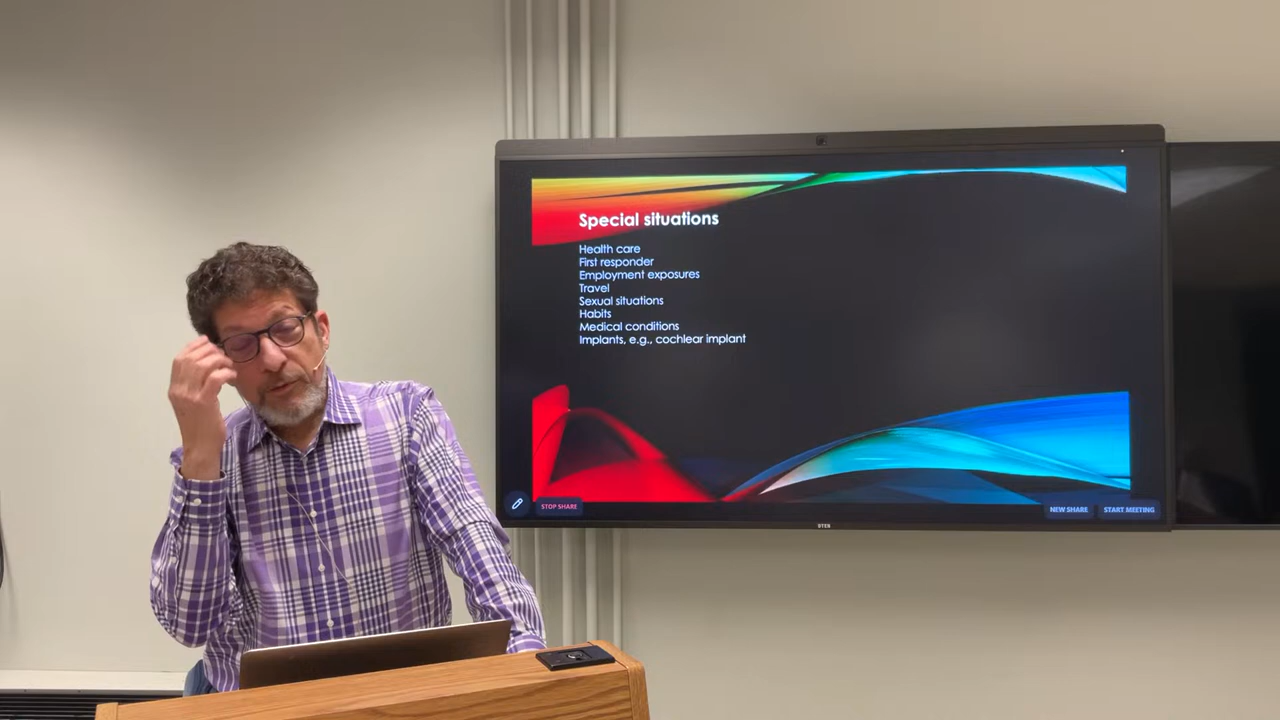 Special situations
Health care
First responder
Employment exposures
Travel
Sexual situations
Habits
Medical conditions
Implants, e.g., cochlear implant
STOP SHARE
NEW SHARE
START MEETING
DTEN